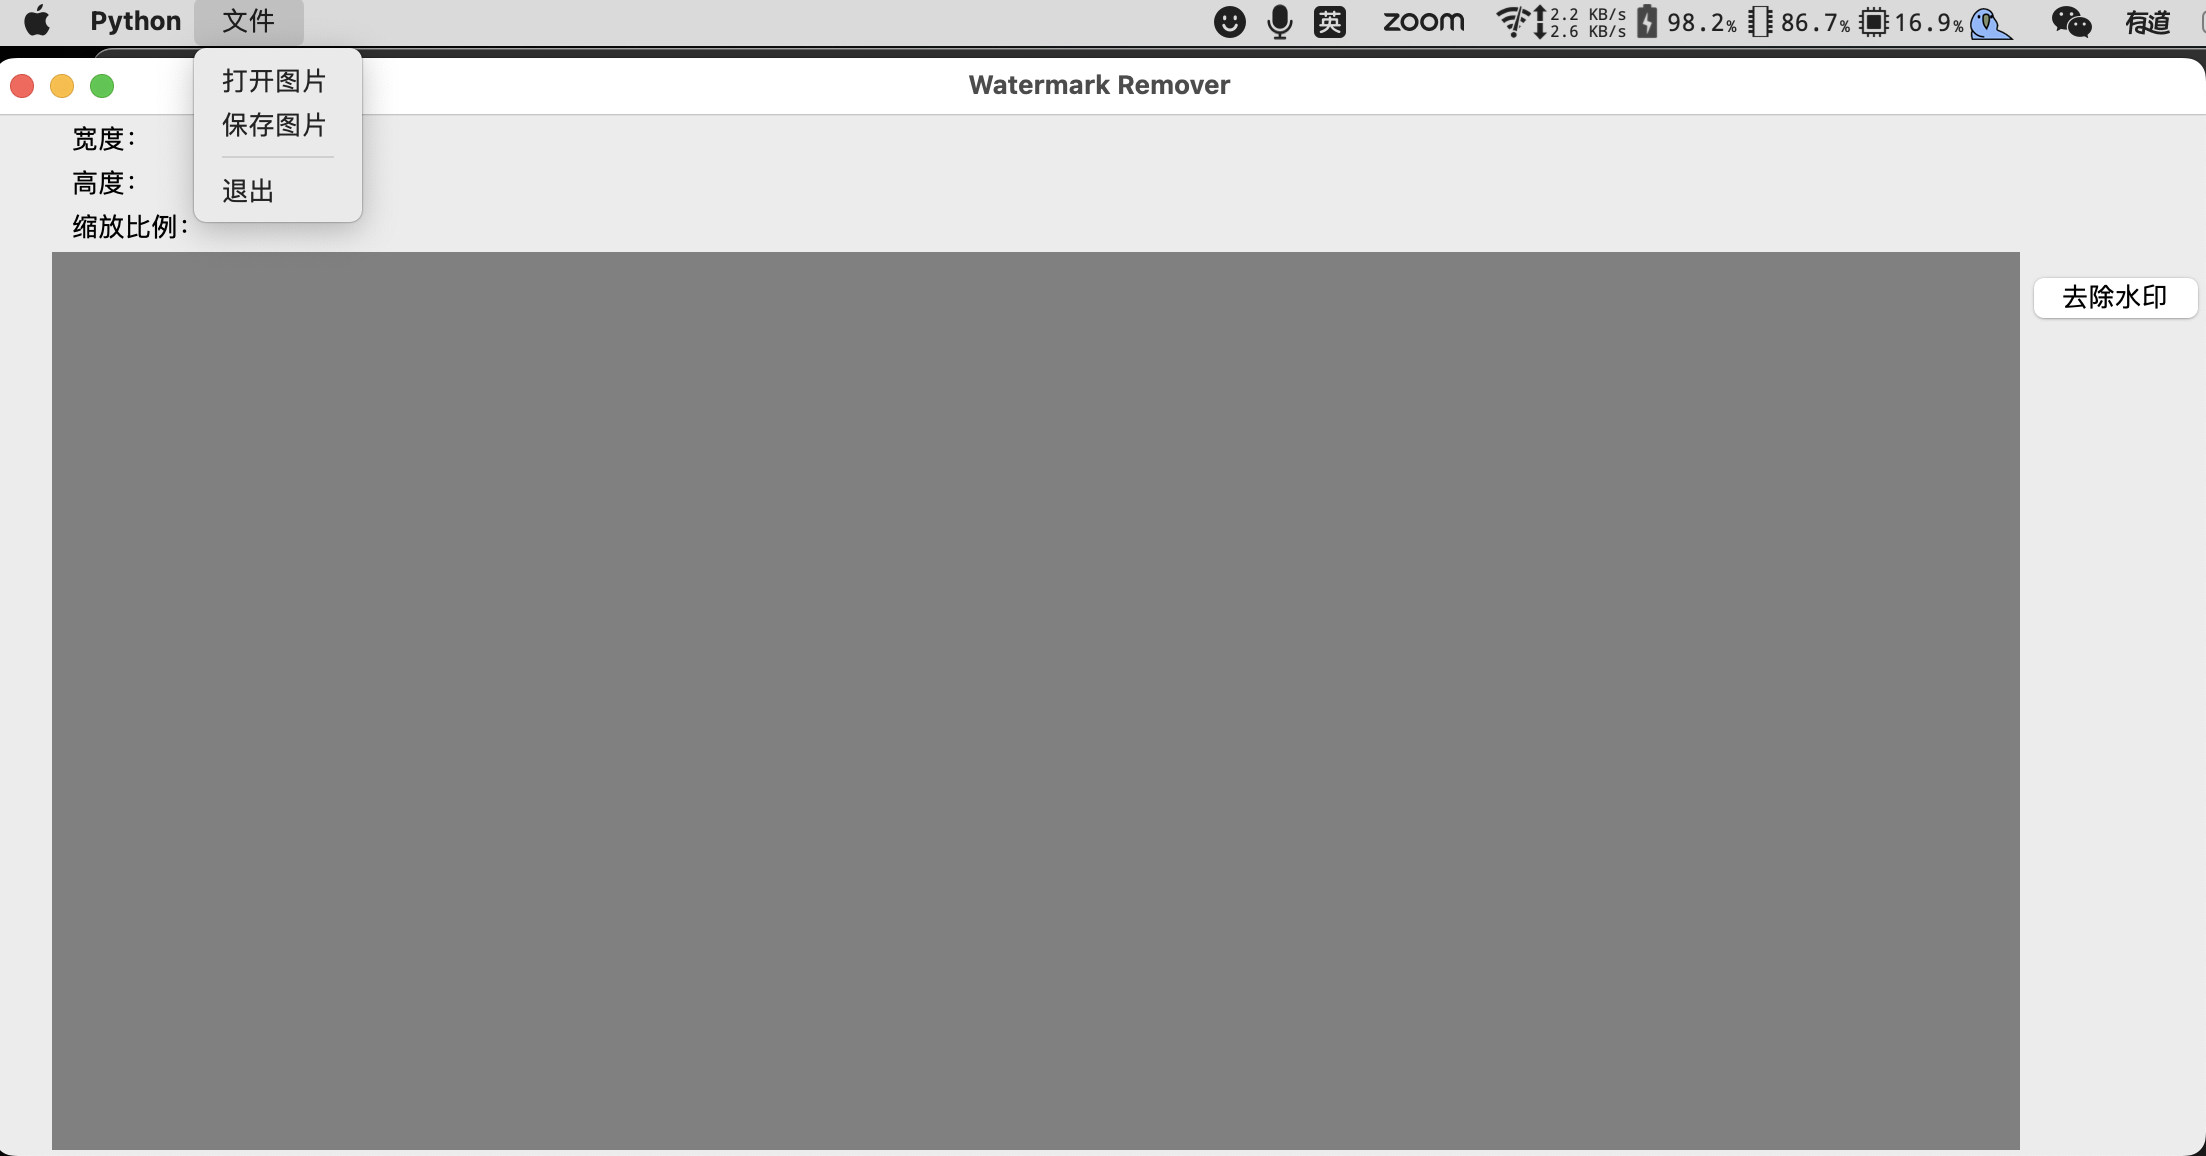 Python 文件 英 zoom 2.2 KB/s 98.2% 86.7% 16.9% 有道
2.6 KB/s
Watermark Remover
打开图片
保存图片
退出
宽度:
高度:
缩放比例:
去除水印